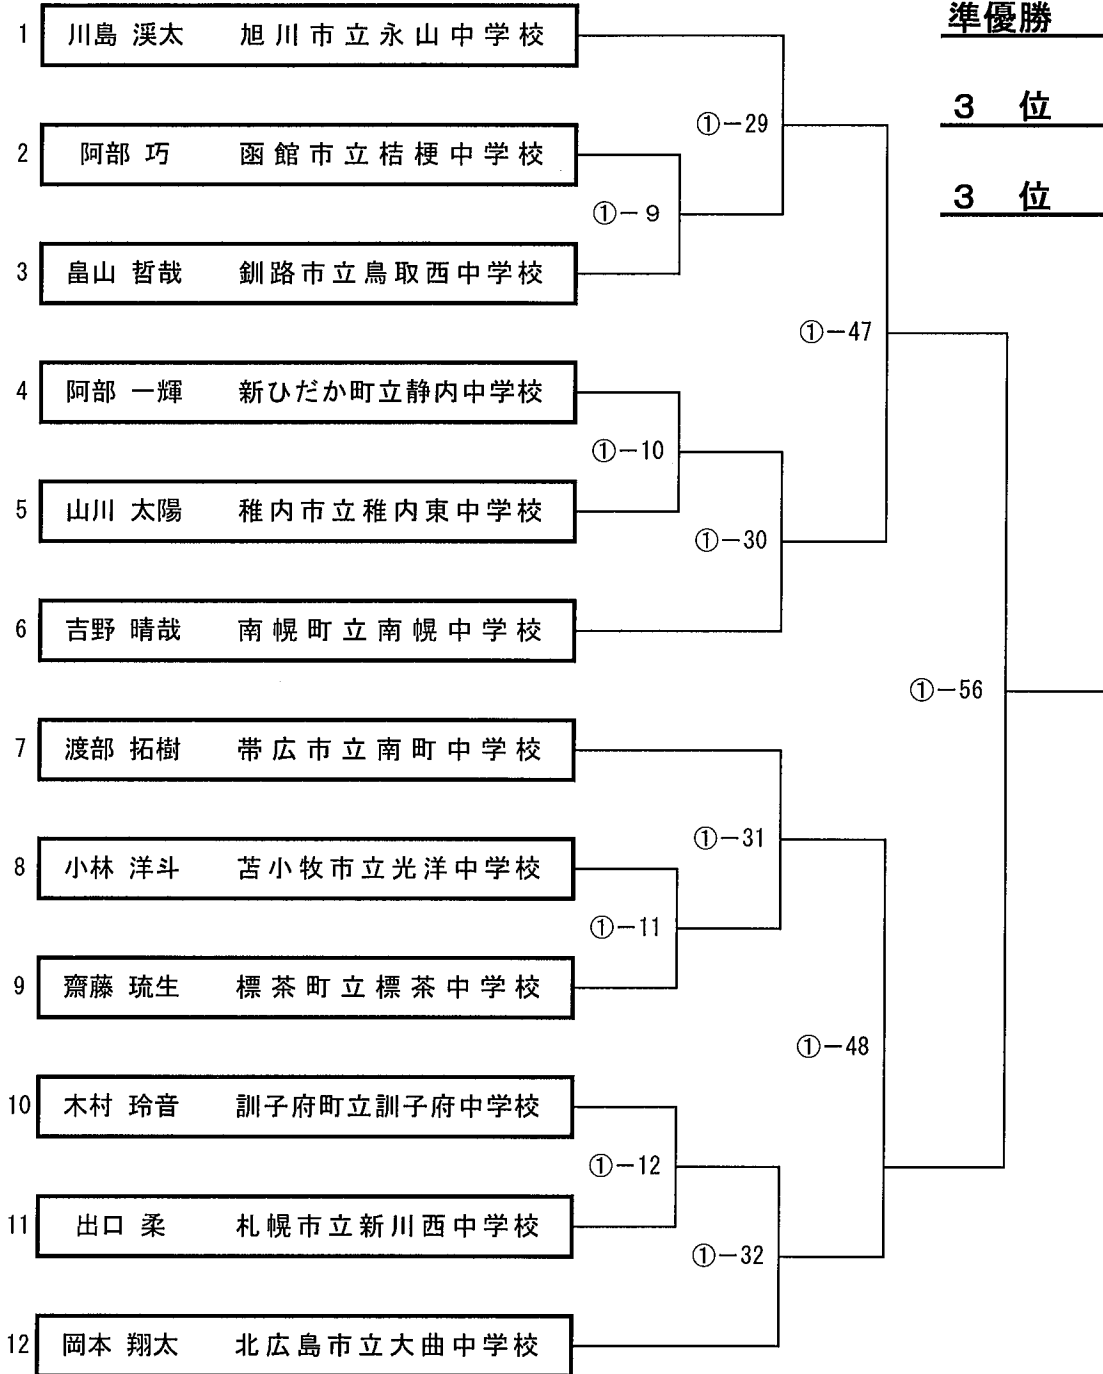 準優勝
3 位
3 位
1 川島 渓太 旭川市立永山中学校
①−29
2 阿部 巧 函館市立桔梗中学校
①−9
3 畠山 哲哉 釧路市立鳥取西中学校
①−47
4 阿部 一輝 新ひだか町立静内中学校
①−10
5 山川 太陽 稚内市立稚内東中学校
①−30
6 吉野 晴哉 南幌町立南幌中学校
①−56
7 渡部 拓樹 帯広市立南町中学校
①−31
8 小林 洋斗 苫小牧市立光洋中学校
①−11
9 齋藤 琉生 標茶町立標茶中学校
①−48
10 木村 玲音 訓子府町立訓子府中学校
①−12
11 出口 柔 札幌市立新川西中学校
①−32
12 岡本 翔太 北広島市立大曲中学校